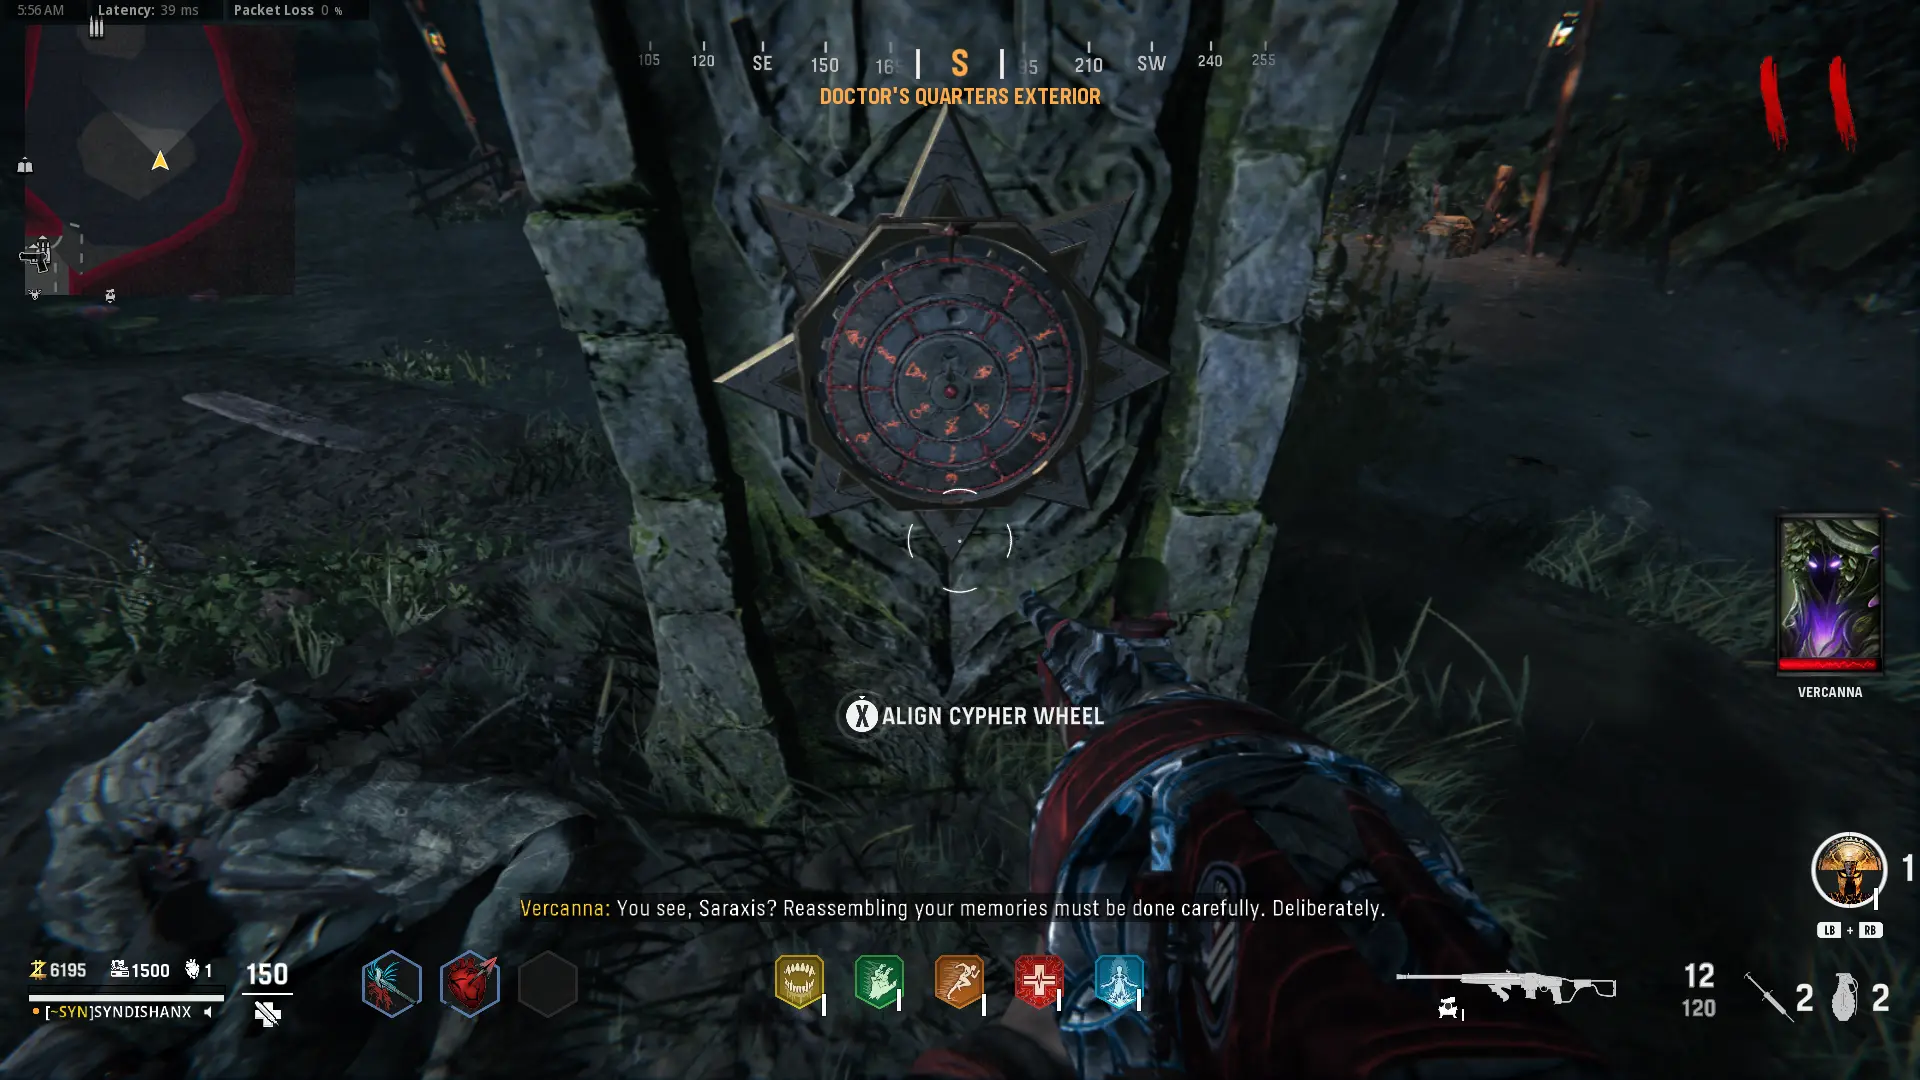 5:56 AM Latency: 39 ms Packet Loss 0 %
105 120 SE 150 165 S 195 210 SW 240 255
DOCTOR'S QUARTERS EXTERIOR
VERCANNA
X ALIGN CYPHER WHEEL
Vercanna: You see, Saraxis? Reassembling your memories must be done carefully. Deliberately.
1
LB + RB
6195 1500 1 150
[~SYN]SYNDISHANX
12
120
2 2